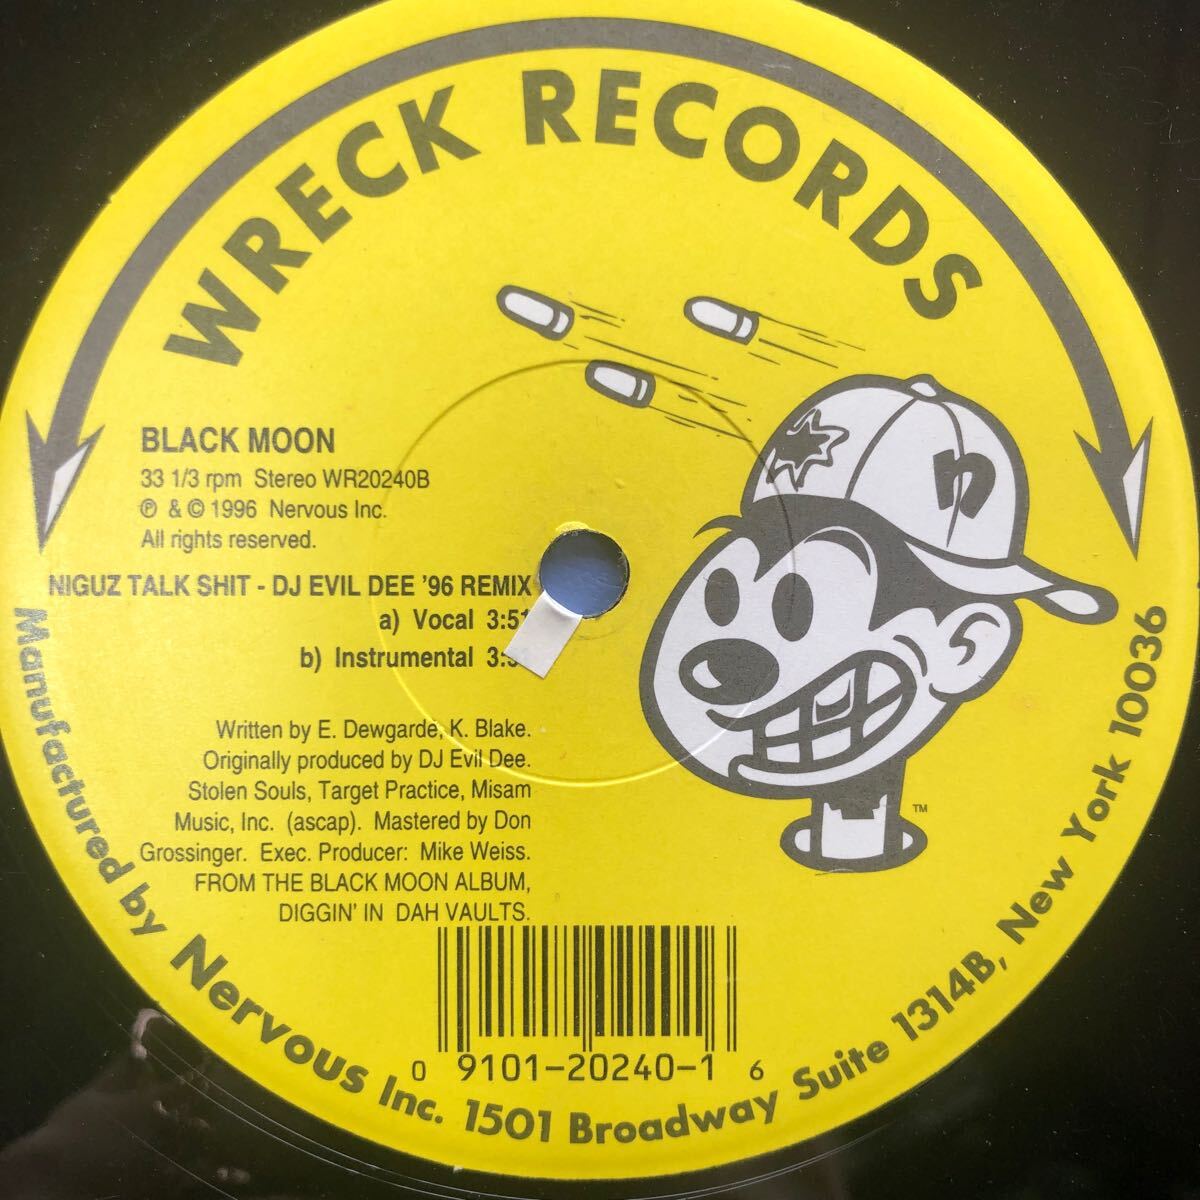 WRECK RECORDS
BLACK MOON
33 1/3 rpm Stereo WR20240B
℗ & © 1996 Nervous Inc.
All rights reserved.
NIGUZ TALK SHIT - DJ EVIL DEE '96 REMIX
a) Vocal 3:51
b) Instrumental
Written by E. Dewgarde, K. Blake.
Originally produced by DJ Evil Dee.
Stolen Souls, Target Practice, Misam
Music, Inc. (ascap). Mastered by Don
Grossinger. Exec. Producer: Mike Weiss.
FROM THE BLACK MOON ALBUM,
DIGGIN' IN DAH VAULTS.
n
TM
0 9101-20240-1 6
Manufactured by Nervous Inc. 1501 Broadway Suite 1314B, New York 10036